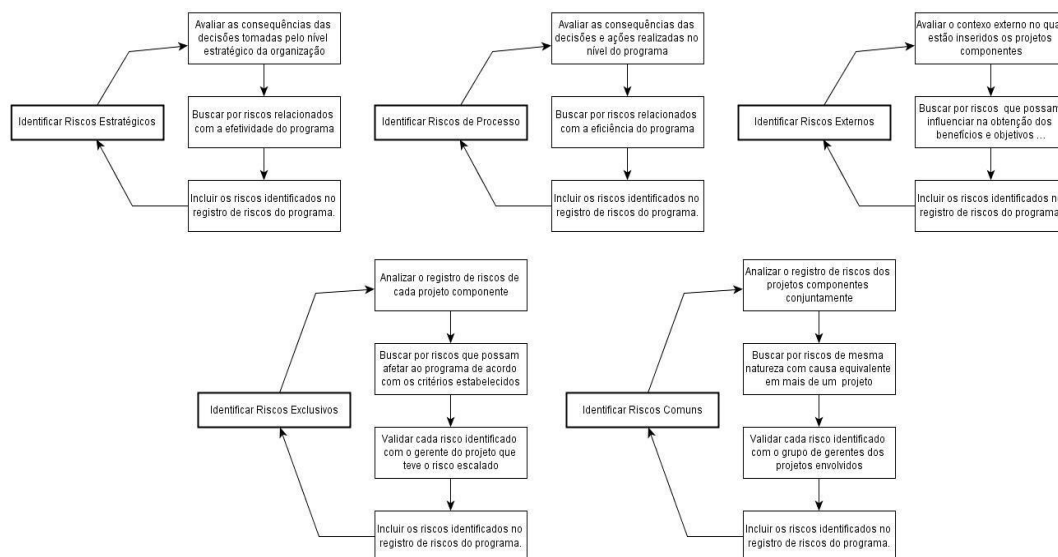 Avaliar as consequências das
decisões tomadas pelo nível
estratégico da organização
Identificar Riscos Estratégicos
Buscar por riscos relacionados
com a efetividade do programa
Incluir os riscos identificados no
registro de riscos do programa.
Avaliar as consequências das
decisões e ações realizadas no
nível do programa
Identificar Riscos de Processo
Buscar por riscos relacionados
com a eficiência do programa
Incluir os riscos identificados no
registro de riscos do programa.
Avaliar o contexo externo no qua
estão inseridos os projetos
componentes
Identificar Riscos Externos
Buscar por riscos que possam
influenciar na obtenção dos
benefícios e objetivos ...
Incluir os riscos identificados no
registro de riscos do programa
Analizar o registro de riscos de
cada projeto componente
Identificar Riscos Exclusivos
Buscar por riscos que possam
afetar ao programa de acordo
com os critérios estabelecidos
Validar cada risco identificado
com o gerente do projeto que
teve o risco escalado
Incluir os riscos identificados no
registro de riscos do programa.
Analizar o registro de riscos dos
projetos componentes
conjuntamente
Identificar Riscos Comuns
Buscar por riscos de mesma
natureza com causa equivalente
em mais de um projeto
Validar cada risco identificado
com o grupo de gerentes dos
projetos envolvidos
Incluir os riscos identificados no
registro de riscos do programa.